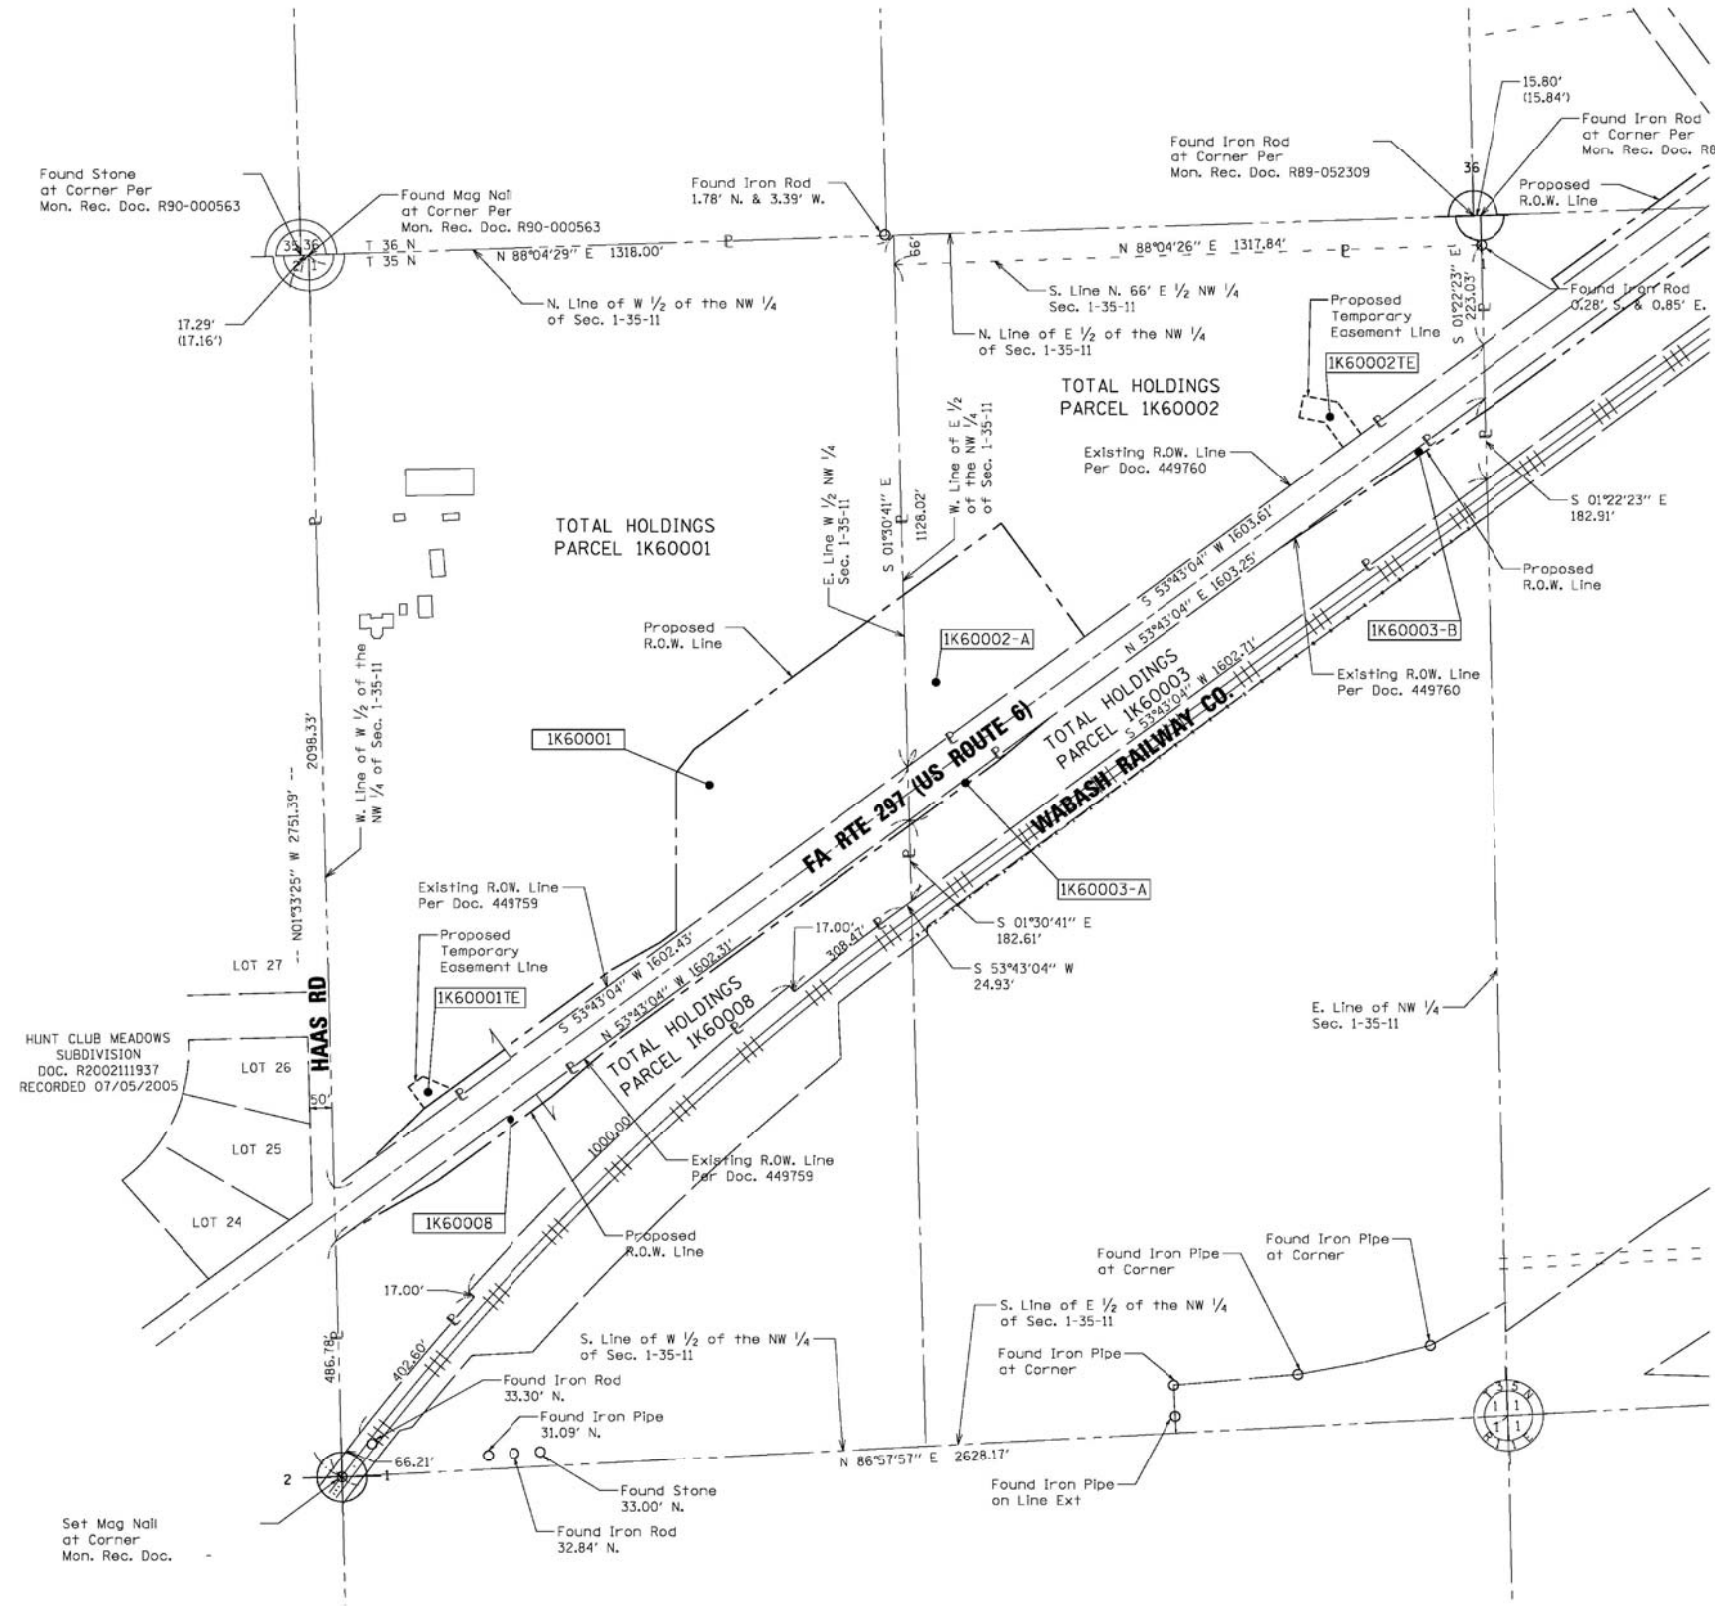 15.80'
(15.84')
Found Iron Rod
at Corner Per
Mon. Rec. Doc. R8
Found Iron Rod
at Corner Per
Mon. Rec. Doc. R89-052309
36
Proposed
R.O.W. Line
Found Stone
at Corner Per
Mon. Rec. Doc. R90-000563
Found Mag Nail
at Corner Per
Mon. Rec. Doc. R90-000563
Found Iron Rod
1.78' N. & 3.39' W.
35 36
2 1
T 36 N
T 35 N
N 88°04'29" E 1318.00'
66'
N 88°04'26" E 1317.84'
S 01°22'23" E
223.03'
Found Iron Rod
0.28' S. & 0.85' E.
N. Line of W 1/2 of the NW 1/4
of Sec. 1-35-11
S. Line N. 66' E 1/2 NW 1/4
Sec. 1-35-11
N. Line of E 1/2 of the NW 1/4
of Sec. 1-35-11
Proposed
Temporary
Easement Line
17.29'
(17.16')
1K60002TE
TOTAL HOLDINGS
PARCEL 1K60002
Existing R.O.W. Line
Per Doc. 449760
E. Line W 1/2 NW 1/4
Sec. 1-35-11
S 01°30'41" E
1128.02'
W. Line of E 1/2
of the NW 1/4
of Sec. 1-35-11
S 01°22'23" E
182.91'
TOTAL HOLDINGS
PARCEL 1K60001
S 53°43'04" W 1603.61'
N 53°43'04" E 1603.25'
Proposed
R.O.W. Line
1K60003-B
Proposed
R.O.W. Line
1K60002-A
Existing R.O.W. Line
Per Doc. 449760
TOTAL HOLDINGS
PARCEL 1K60003
S 53°43'04" W 1602.71'
WABASH RAILWAY CO.
FA RTE 297 (US ROUTE 6)
1K60001
2098.33'
W. Line of W 1/2 of the
NW 1/4 of Sec. 1-35-11
N01°33'25" W 2751.39'
Existing R.O.W. Line
Per Doc. 449759
1K60003-A
17.00'
308.47'
S 01°30'41" E
182.61'
S 53°43'04" W
24.93'
Proposed
Temporary
Easement Line
1K60001TE
S 53°43'04" W 1602.43'
N 53°43'04" W 1602.31'
TOTAL HOLDINGS
PARCEL 1K60008
LOT 27
HAAS RD
E. Line of NW 1/4
Sec. 1-35-11
HUNT CLUB MEADOWS
SUBDIVISION
DOC. R2002111937
RECORDED 07/05/2005
LOT 26
50'
LOT 25
LOT 24
1000.00'
Existing R.O.W. Line
Per Doc. 449759
1K60008
Proposed
R.O.W. Line
Found Iron Pipe
at Corner
Found Iron Pipe
at Corner
17.00'
486.78'
402.60'
S. Line of W 1/2 of the NW 1/4
of Sec. 1-35-11
S. Line of E 1/2 of the NW 1/4
of Sec. 1-35-11
Found Iron Pipe
at Corner
Found Iron Rod
33.30' N.
Found Iron Pipe
31.09' N.
T 35 N
1 1
1 1
R 11 E
66.21'
2
1
N 86°57'57" E 2628.17'
Found Stone
33.00' N.
Found Iron Pipe
on Line Ext
Set Mag Nail
at Corner
Mon. Rec. Doc. -
Found Iron Rod
32.84' N.